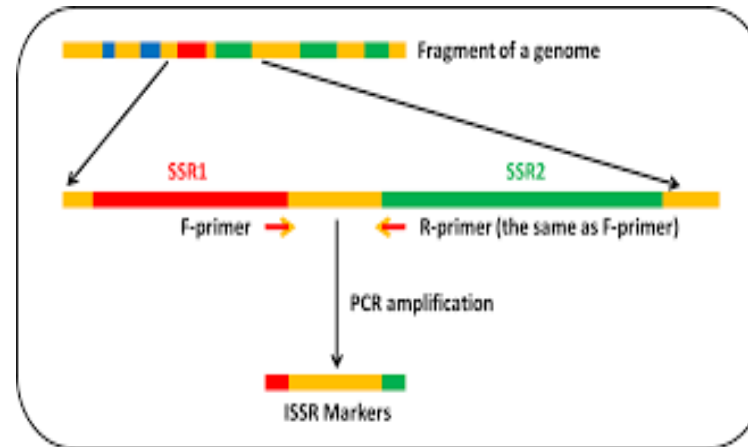 Fragment of a genome
SSR1
SSR2
F-primer
R-primer (the same as F-primer)
PCR amplification
ISSR Markers